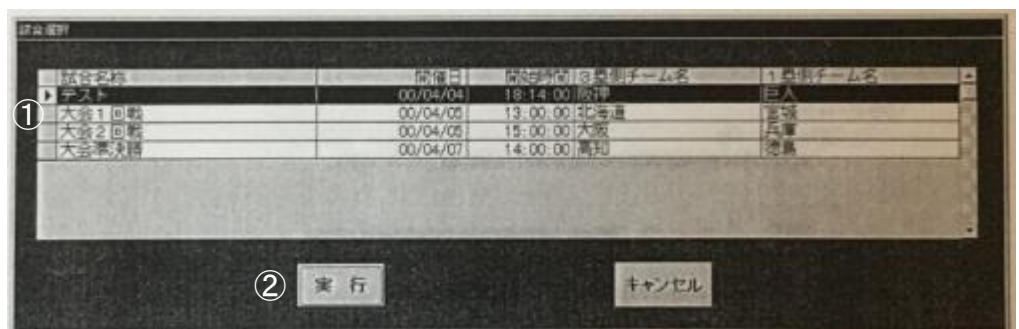 試合選択
試合名称 開催日 開始時間 3塁側チーム名 1塁側チーム名
① テスト 00/04/04 18:14:00 阪神 巨人
大会1回戦 00/04/05 13:00:00 北海道 宮城
大会2回戦 00/04/05 15:00:00 大阪 兵庫
大会準決勝 00/04/07 14:00:00 高知 徳島
② 実 行 キャンセル